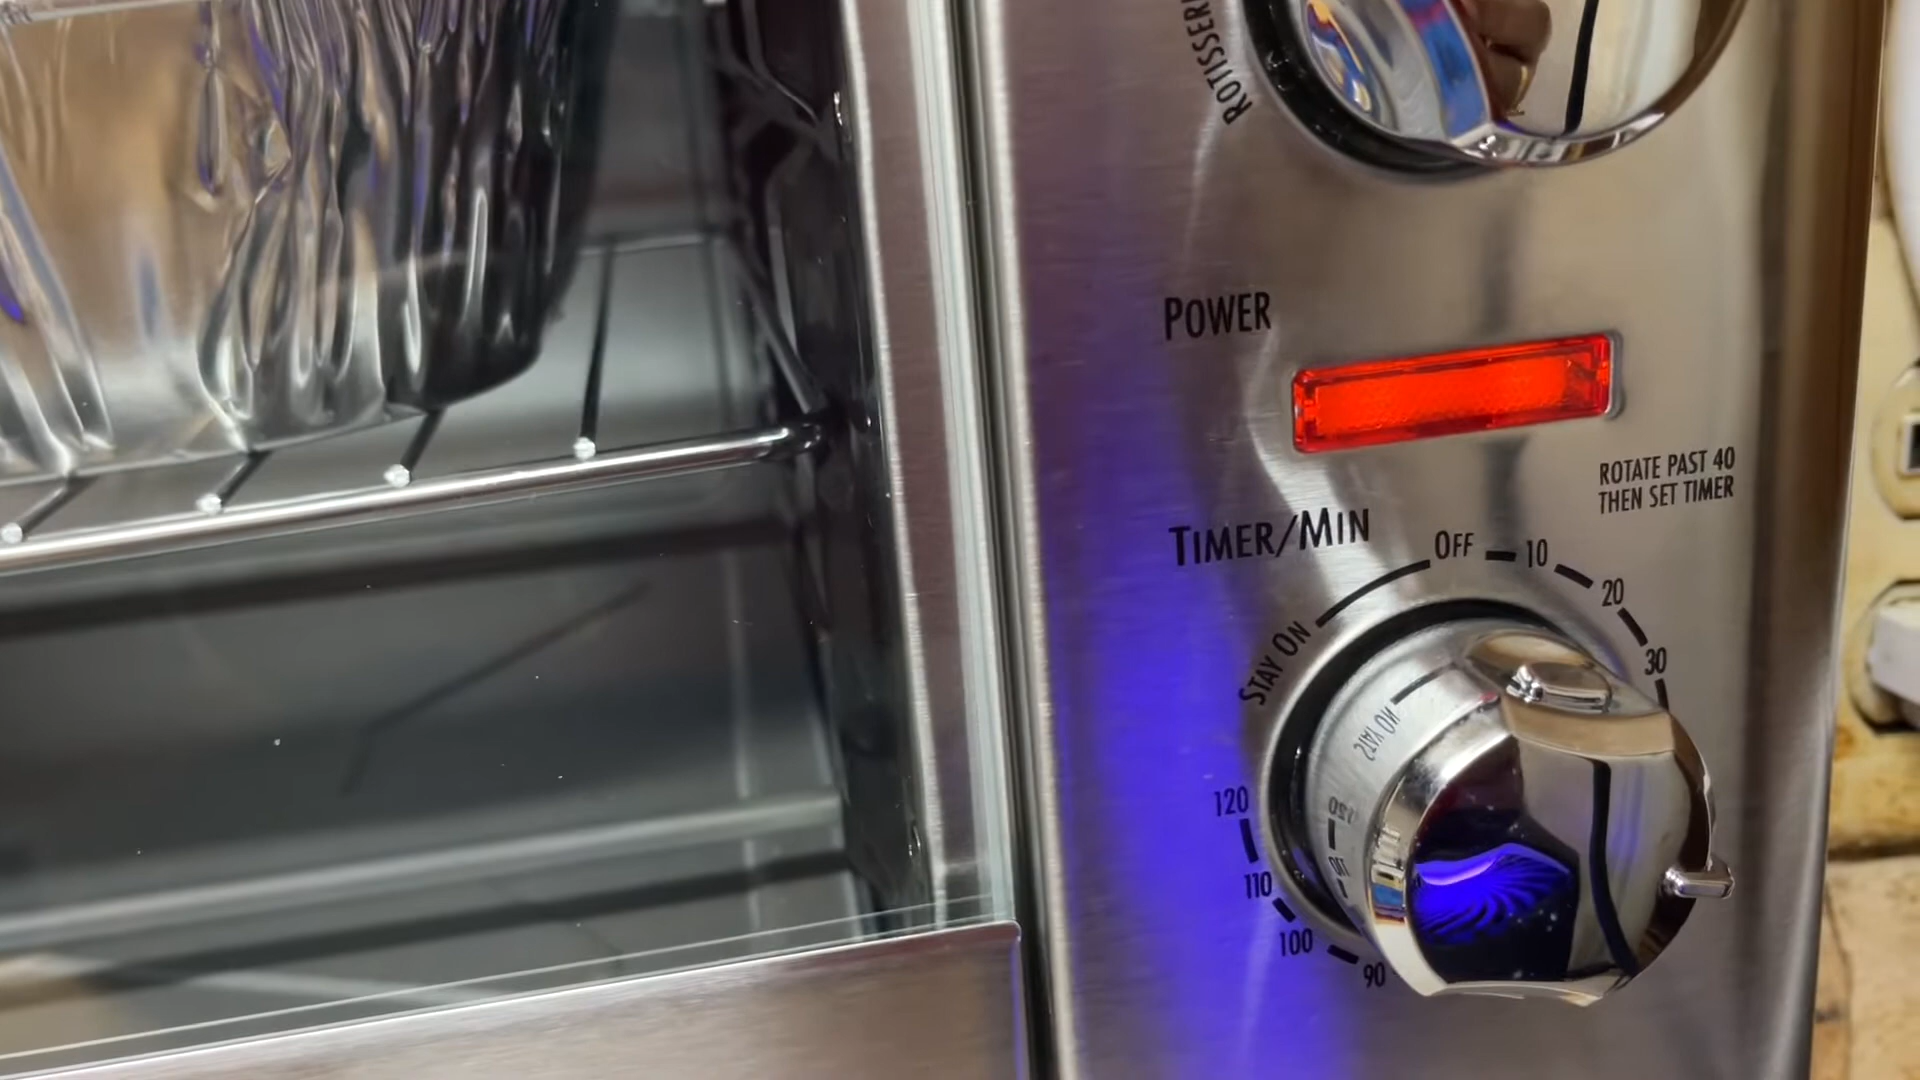 POWER
ROTATE PAST 40
THEN SET TIMER
TIMER/MIN
OFF
10
20
30
STAY ON
120
110
100
90